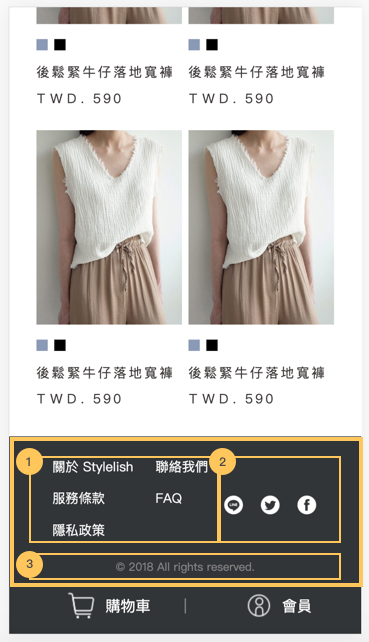 後鬆緊牛仔落地寬褲 後鬆緊牛仔落地寬褲
TWD. 590 TWD. 590
後鬆緊牛仔落地寬褲 後鬆緊牛仔落地寬褲
TWD. 590 TWD. 590
1 關於 Stylelish 聯絡我們 2
服務條款 FAQ
LINE
隱私政策
3 © 2018 All rights reserved.
購物車 | 會員